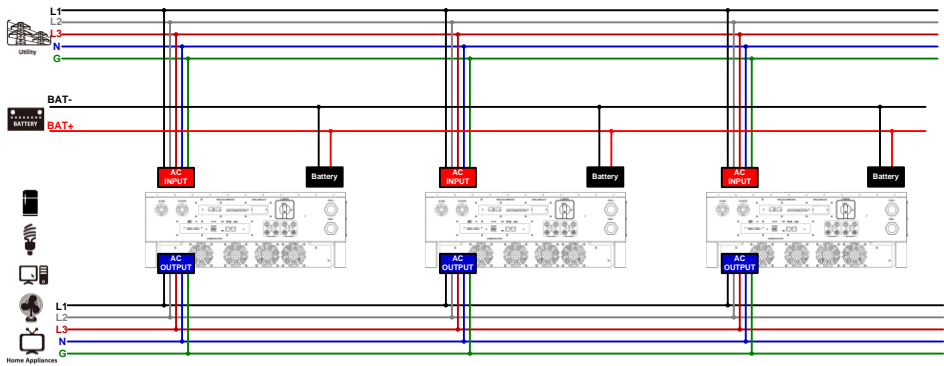 L1
L2
L3
N
G
Utility
BAT-
BAT+
BATTERY
AC
INPUT
Battery
AC
INPUT
Battery
AC
INPUT
Battery
AC
OUTPUT
AC
OUTPUT
AC
OUTPUT
L1
L2
L3
N
G
Home Appliances